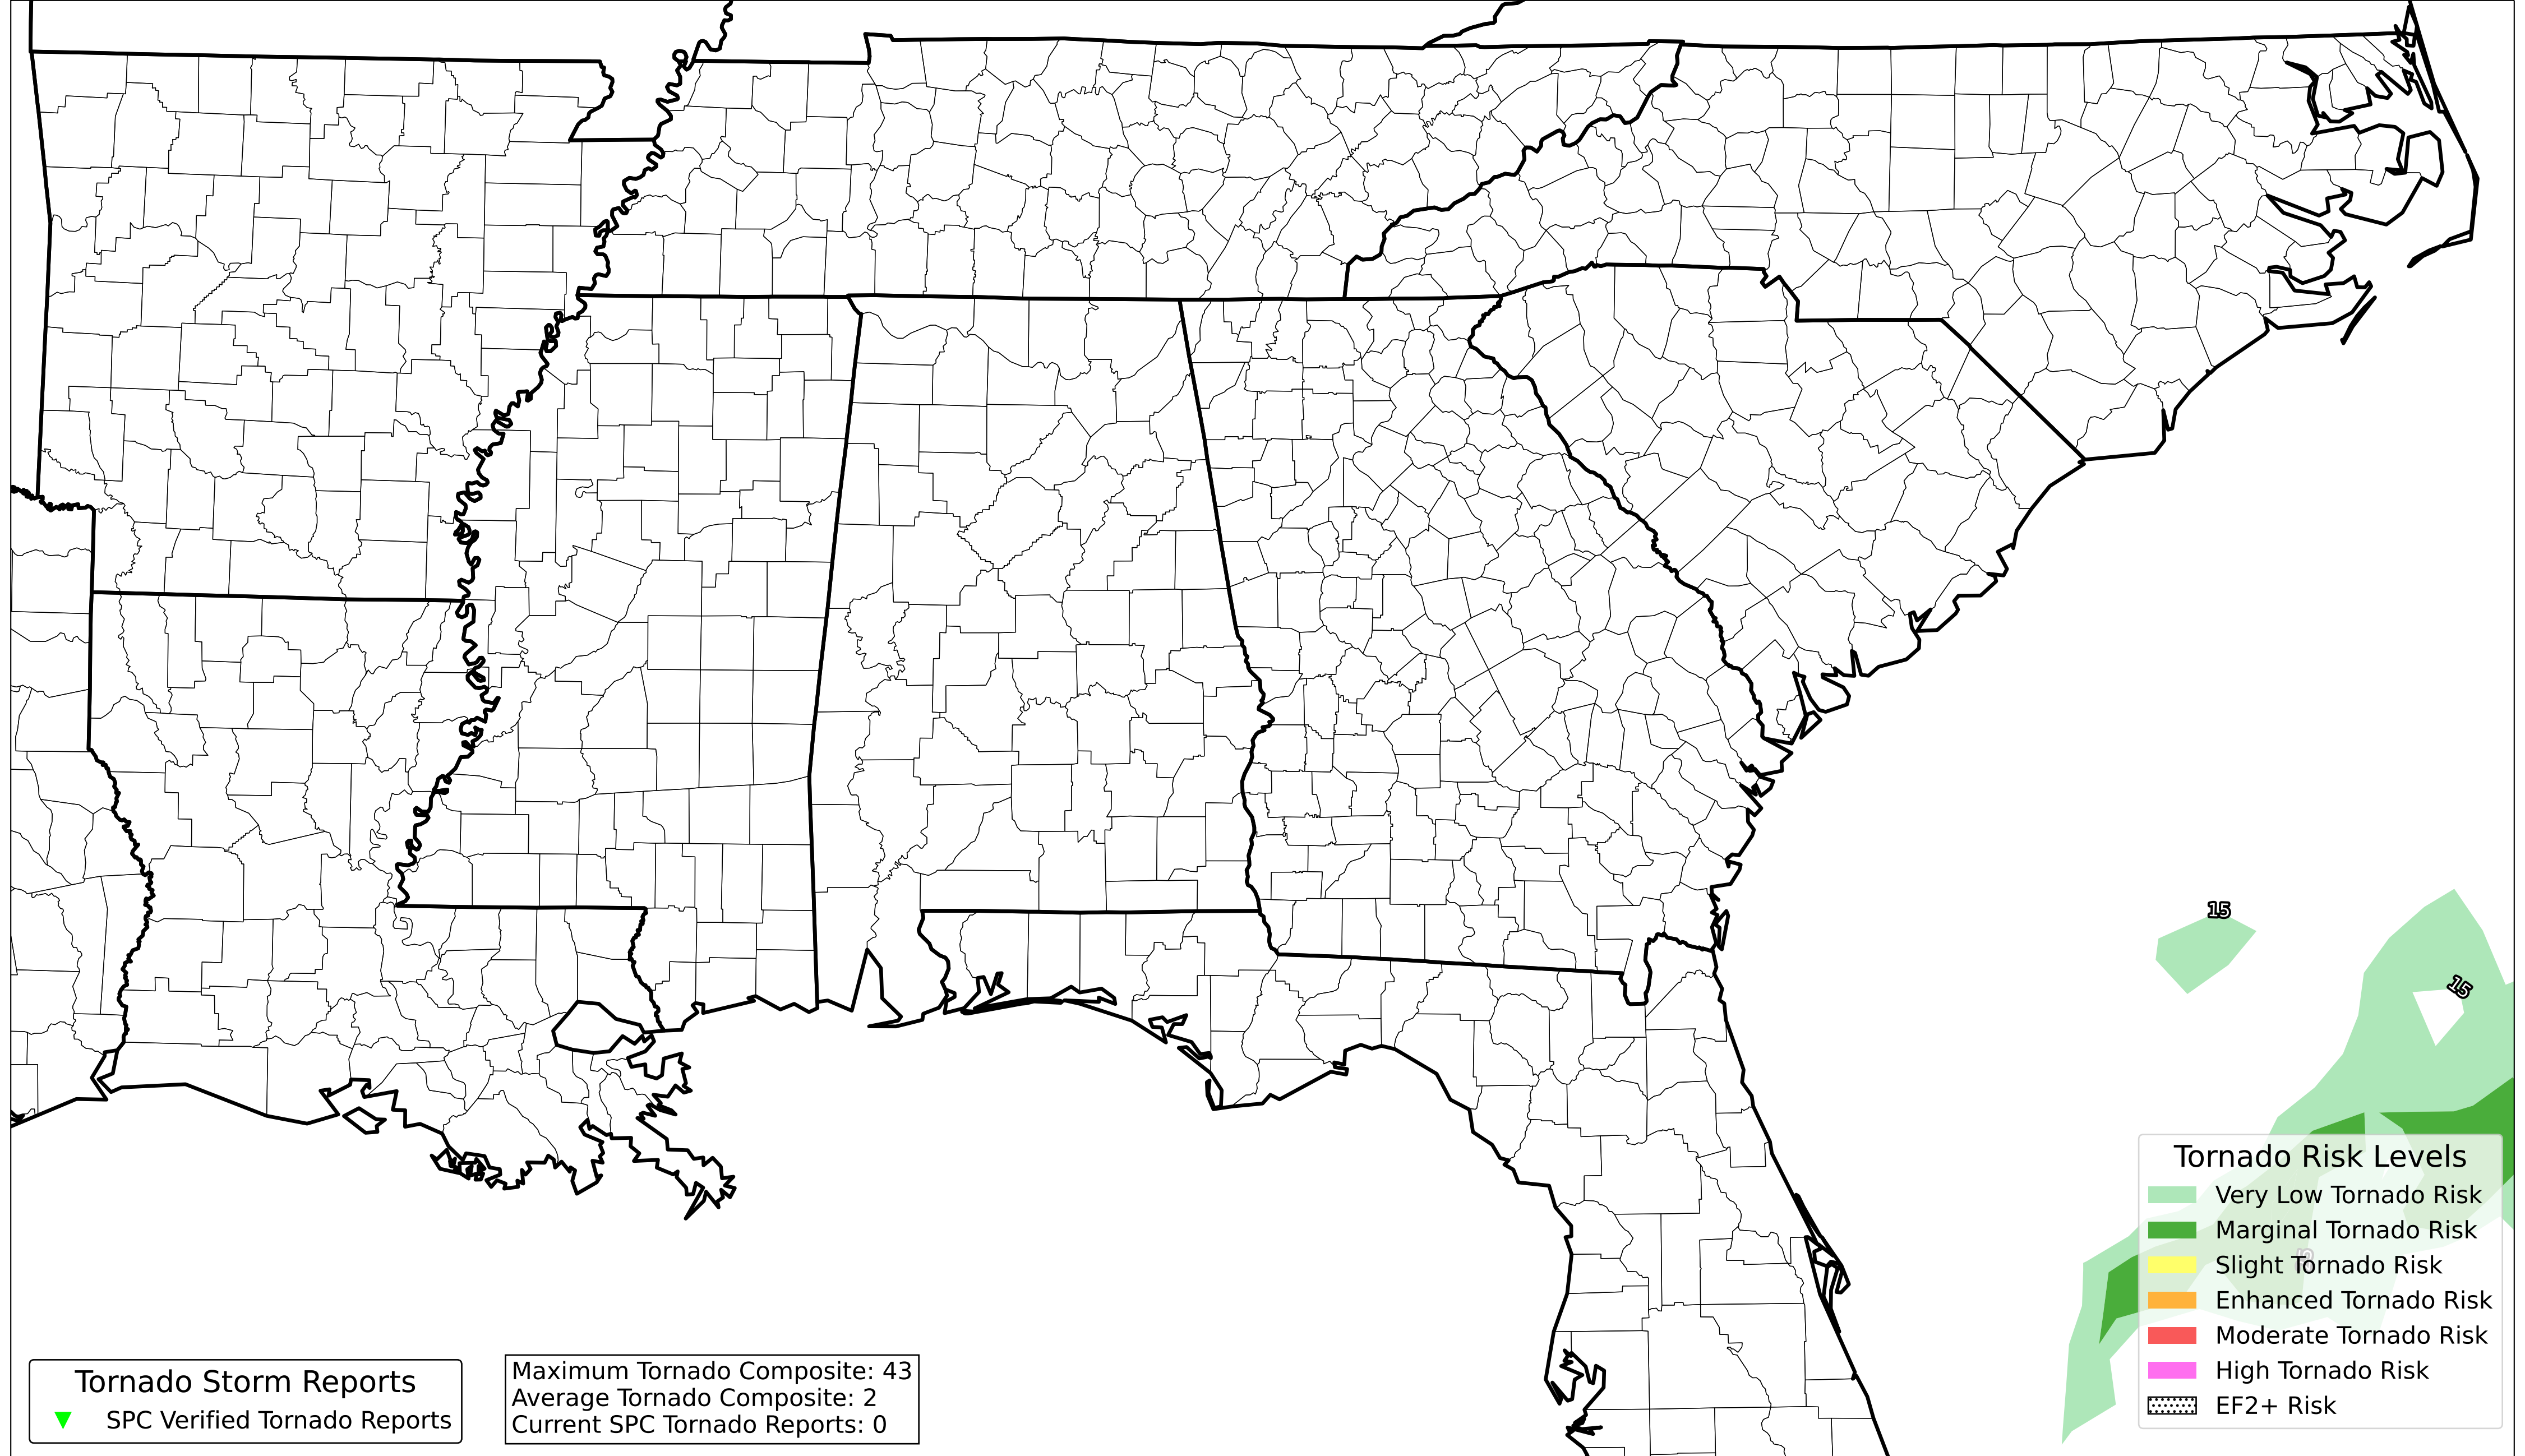 15
15
Tornado Risk Levels
Very Low Tornado Risk
Marginal Tornado Risk
Slight Tornado Risk
Enhanced Tornado Risk
Moderate Tornado Risk
High Tornado Risk
EF2+ Risk
Tornado Storm Reports
SPC Verified Tornado Reports
Maximum Tornado Composite: 43
Average Tornado Composite: 2
Current SPC Tornado Reports: 0